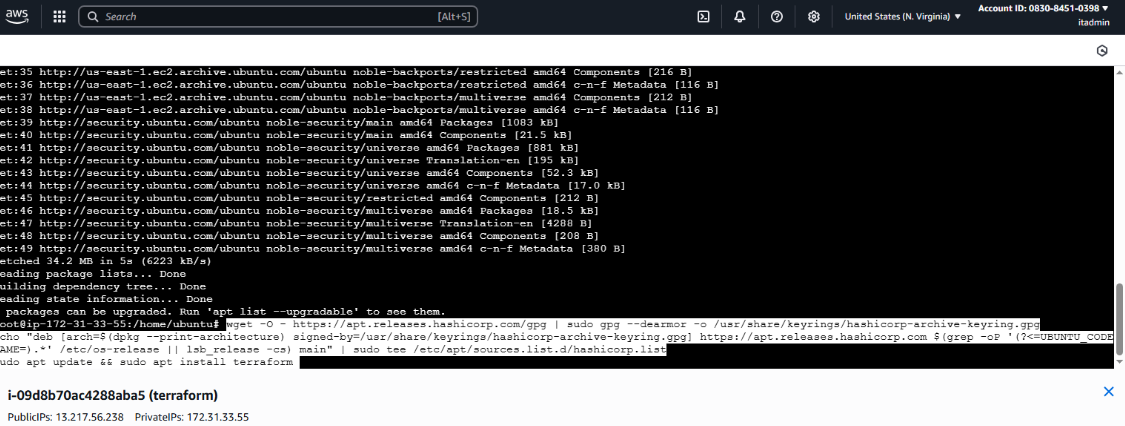 aws
Search [Alt+S]
United States (N. Virginia)
Account ID: 0830-8451-0398
itadmin
et:35 http://us-east-1.ec2.archive.ubuntu.com/ubuntu noble-backports/restricted amd64 Components [216 B]
et:36 http://us-east-1.ec2.archive.ubuntu.com/ubuntu noble-backports/restricted amd64 c-n-f Metadata [116 B]
et:37 http://us-east-1.ec2.archive.ubuntu.com/ubuntu noble-backports/multiverse amd64 Components [212 B]
et:38 http://us-east-1.ec2.archive.ubuntu.com/ubuntu noble-backports/multiverse amd64 c-n-f Metadata [116 B]
et:39 http://security.ubuntu.com/ubuntu noble-security/main amd64 Packages [1083 kB]
et:40 http://security.ubuntu.com/ubuntu noble-security/main amd64 Components [21.5 kB]
et:41 http://security.ubuntu.com/ubuntu noble-security/universe amd64 Packages [881 kB]
et:42 http://security.ubuntu.com/ubuntu noble-security/universe Translation-en [195 kB]
et:43 http://security.ubuntu.com/ubuntu noble-security/universe amd64 Components [52.3 kB]
et:44 http://security.ubuntu.com/ubuntu noble-security/universe amd64 c-n-f Metadata [17.0 kB]
et:45 http://security.ubuntu.com/ubuntu noble-security/restricted amd64 Components [212 B]
et:46 http://security.ubuntu.com/ubuntu noble-security/multiverse amd64 Packages [18.5 kB]
et:47 http://security.ubuntu.com/ubuntu noble-security/multiverse Translation-en [4288 B]
et:48 http://security.ubuntu.com/ubuntu noble-security/multiverse amd64 Components [208 B]
et:49 http://security.ubuntu.com/ubuntu noble-security/multiverse amd64 c-n-f Metadata [380 B]
etched 34.2 MB in 5s (6223 kB/s)
eading package lists... Done
uilding dependency tree... Done
eading state information... Done
packages can be upgraded. Run 'apt list --upgradable' to see them.
oot@ip-172-31-33-55:/home/ubuntu# wget -O - https://apt.releases.hashicorp.com/gpg | sudo gpg --dearmor -o /usr/share/keyrings/hashicorp-archive-keyring.gpg
cho "deb [arch=$(dpkg --print-architecture) signed-by=/usr/share/keyrings/hashicorp-archive-keyring.gpg] https://apt.releases.hashicorp.com $(grep -oP '(?<=UBUNTU_CODE
AME=).*' /etc/os-release || lsb_release -cs) main" | sudo tee /etc/apt/sources.list.d/hashicorp.list
udo apt update && sudo apt install terraform
i-09d8b70ac4288aba5 (terraform)
PublicIPs: 13.217.56.238 PrivateIPs: 172.31.33.55